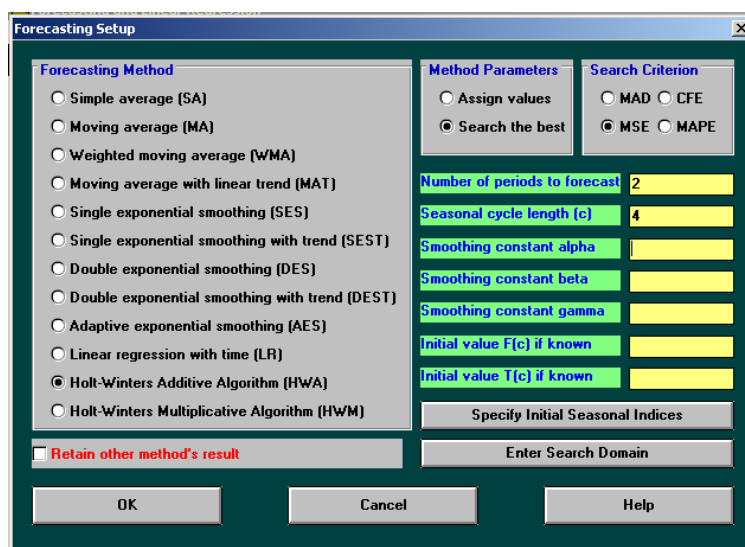 Forecasting and Linear Regression
Forecasting Setup
Forecasting Method
Simple average (SA)
Moving average (MA)
Weighted moving average (WMA)
Moving average with linear trend (MAT)
Single exponential smoothing (SES)
Single exponential smoothing with trend (SEST)
Double exponential smoothing (DES)
Double exponential smoothing with trend (DEST)
Adaptive exponential smoothing (AES)
Linear regression with time (LR)
Holt-Winters Additive Algorithm (HWA)
Holt-Winters Multiplicative Algorithm (HWM)
Retain other method's result
Method Parameters
Assign values
Search the best
Search Criterion
MAD CFE
MSE MAPE
Number of periods to forecast 2
Seasonal cycle length (c) 4
Smoothing constant alpha
Smoothing constant beta
Smoothing constant gamma
Initial value F(c) if known
Initial value T(c) if known
Specify Initial Seasonal Indices
Enter Search Domain
OK Cancel Help